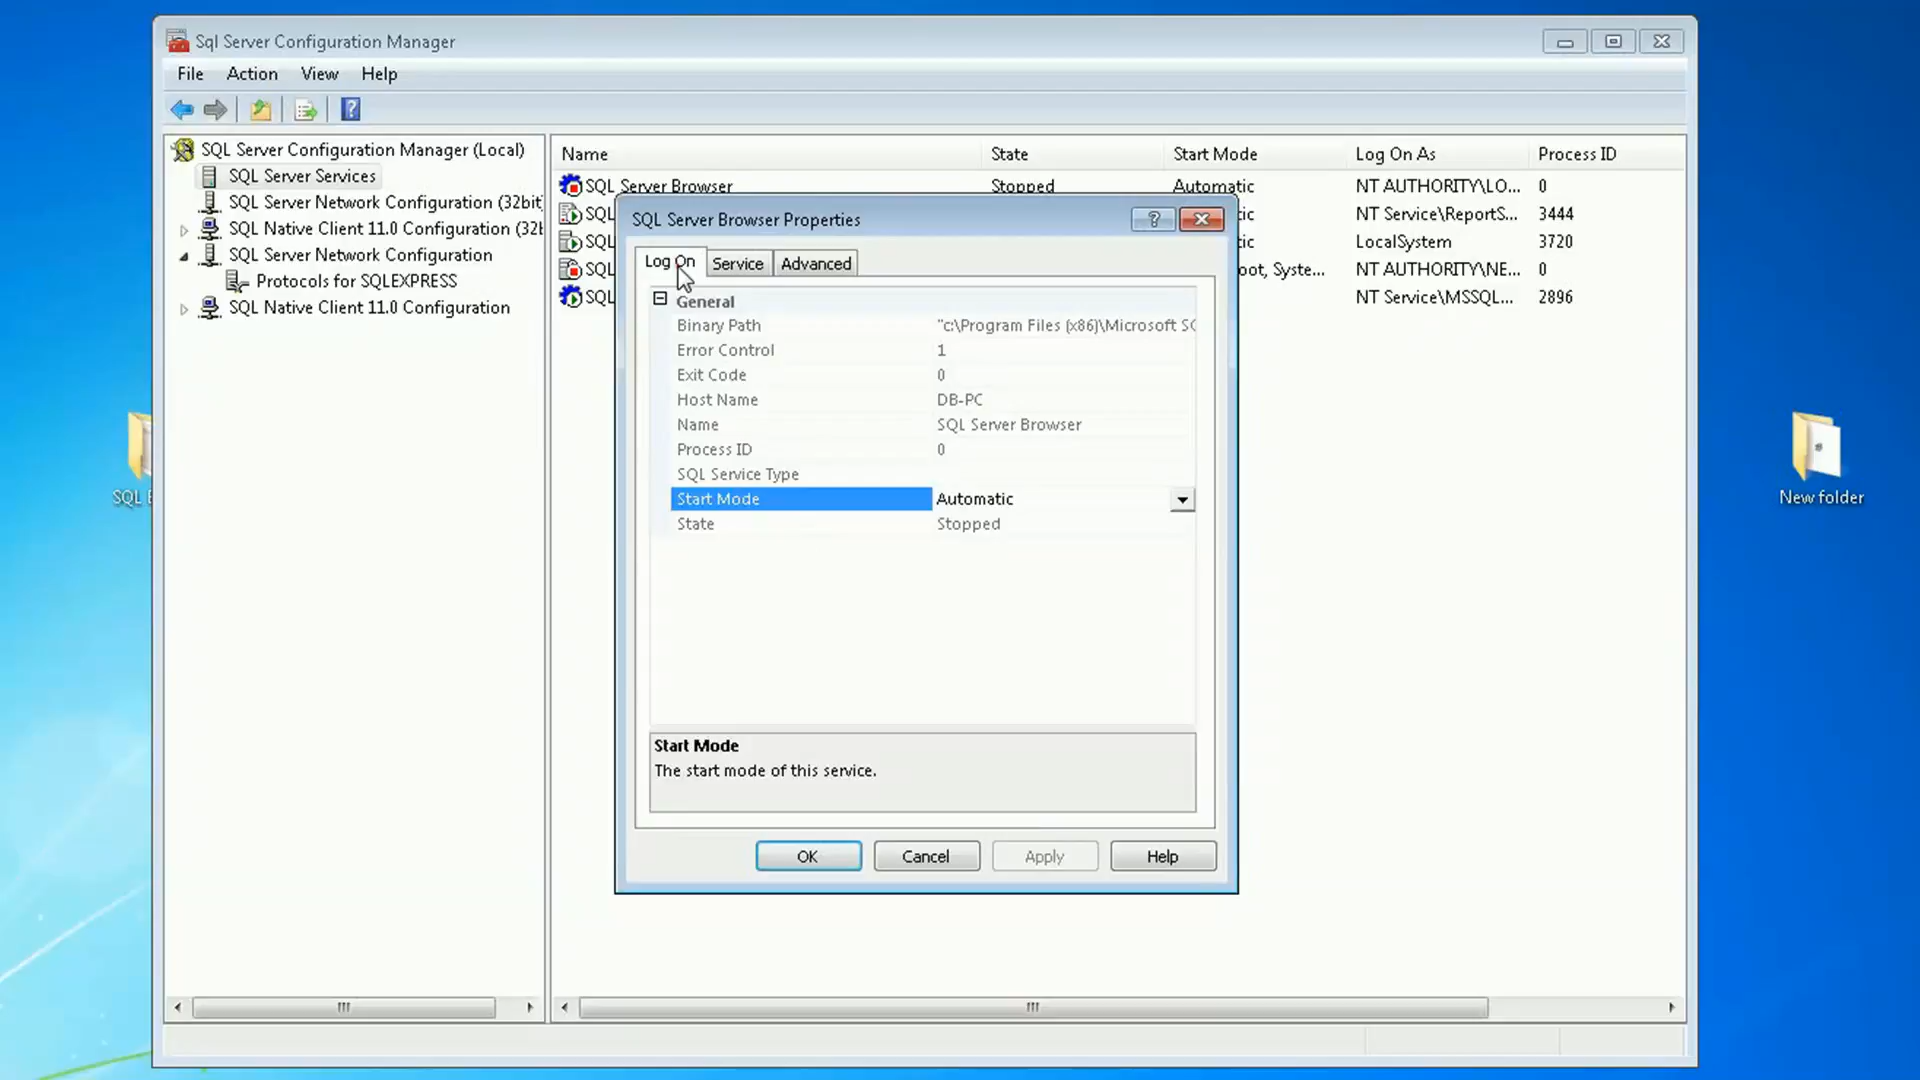 Sql Server Configuration Manager
File Action View Help
SQL Server Configuration Manager (Local)
SQL Server Services
SQL Server Network Configuration (32bit
SQL Native Client 11.0 Configuration (32b
SQL Server Network Configuration
Protocols for SQLEXPRESS
SQL Native Client 11.0 Configuration
Name State Start Mode Log On As Process ID
SQL Server Browser Stopped Automatic NT AUTHORITY\LO... 0
SQL NT Service\ReportS... 3444
SQL LocalSystem 3720
SQL oot, Syste... NT AUTHORITY\NE... 0
SQL NT Service\MSSQL... 2896
SQL Server Browser Properties
Log On Service Advanced
General
Binary Path "c:\Program Files (x86)\Microsoft SQ
Error Control 1
Exit Code 0
Host Name DB-PC
Name SQL Server Browser
Process ID 0
SQL Service Type
Start Mode Automatic
State Stopped
Start Mode
The start mode of this service.
OK Cancel Apply Help
SQL E
New folder